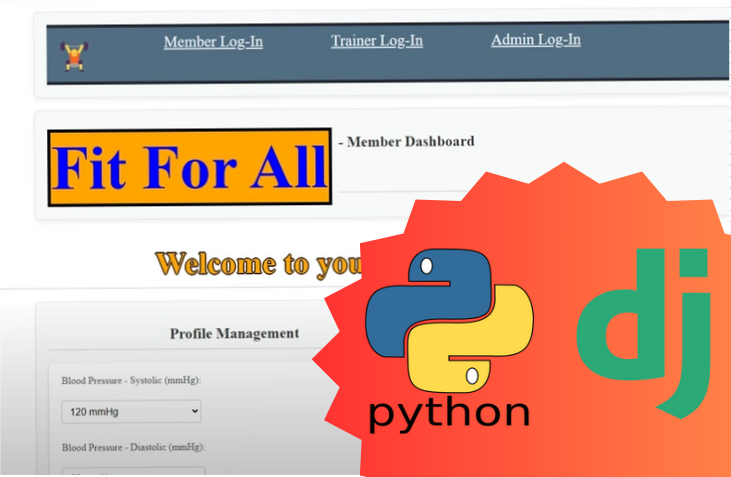 Member Log-In Trainer Log-In Admin Log-In
Fit For All - Member Dashboard
Welcome to you
Profile Management
Blood Pressure - Systolic (mmHg):
120 mmHg
Blood Pressure - Diastolic (mmHg):
python
dj